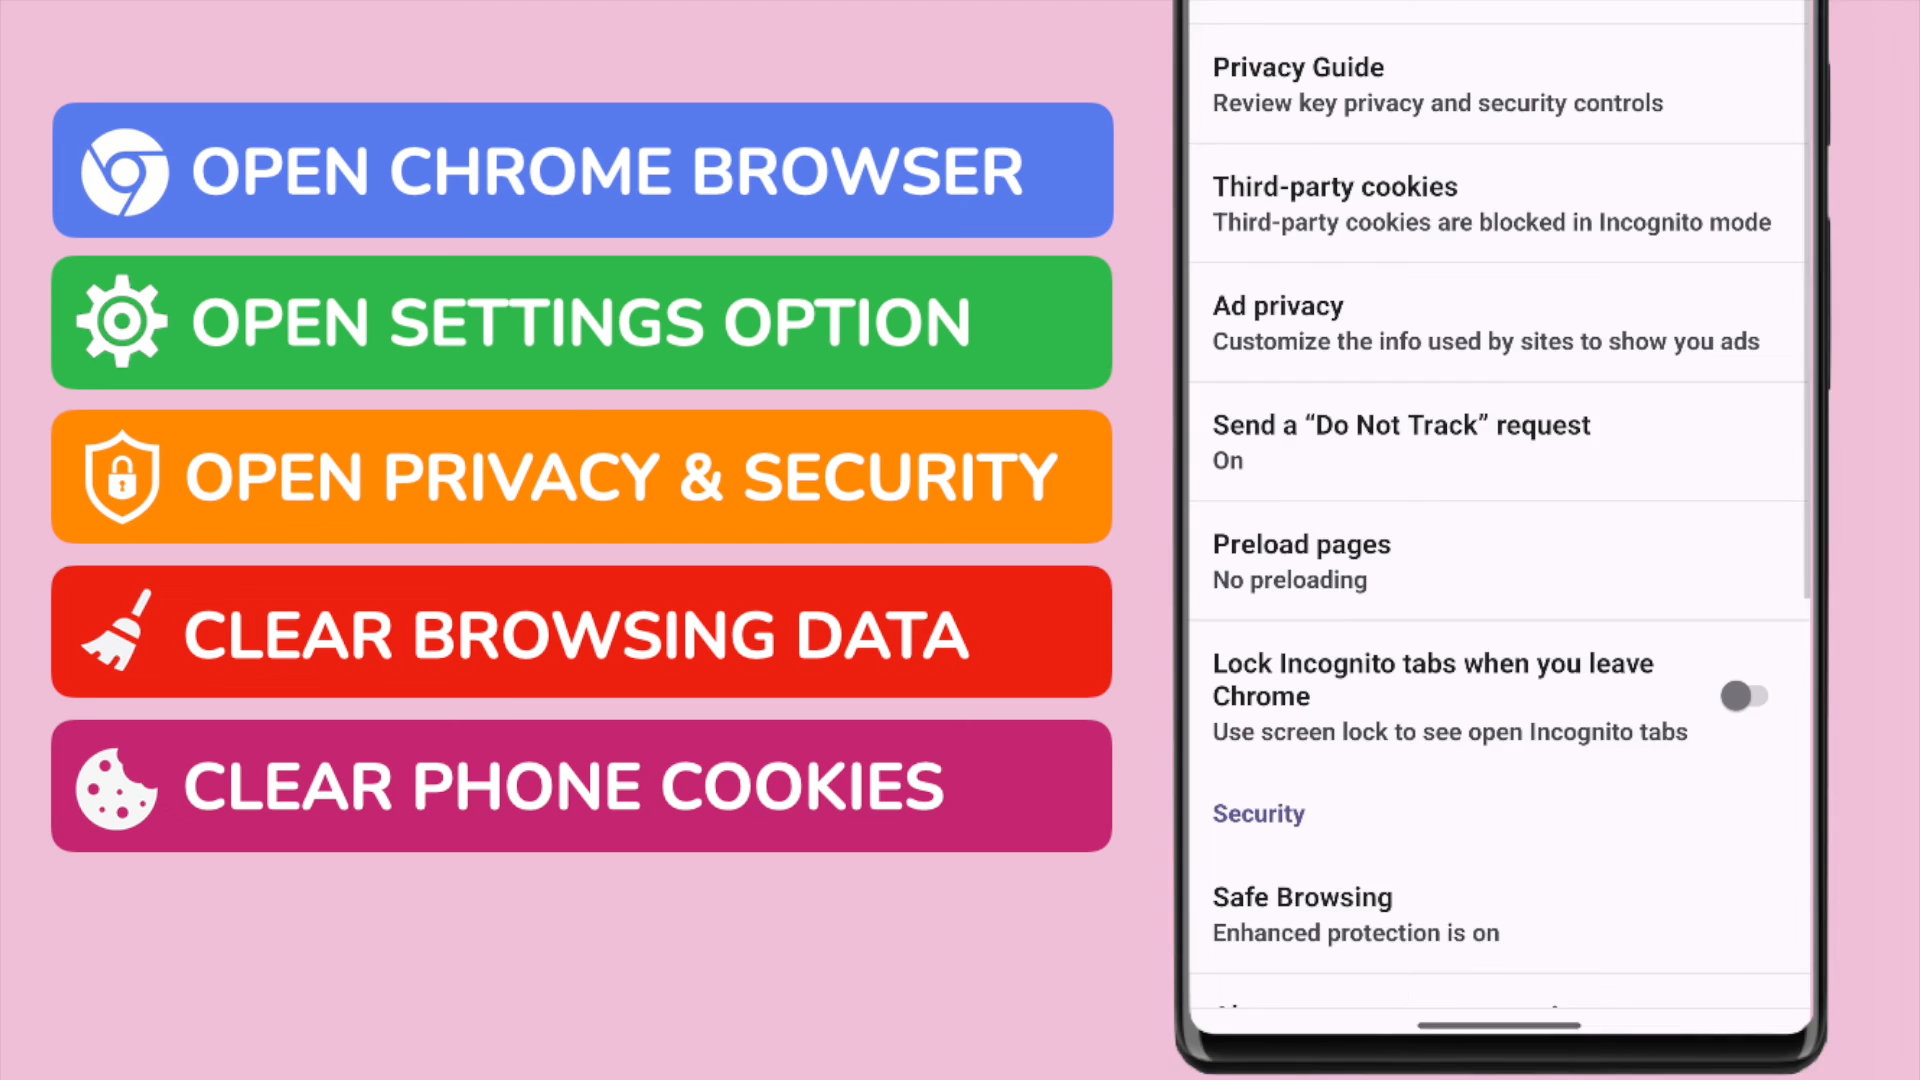 OPEN CHROME BROWSER
OPEN SETTINGS OPTION
OPEN PRIVACY & SECURITY
CLEAR BROWSING DATA
CLEAR PHONE COOKIES
Privacy Guide
Review key privacy and security controls
Third-party cookies
Third-party cookies are blocked in Incognito mode
Ad privacy
Customize the info used by sites to show you ads
Send a “Do Not Track” request
On
Preload pages
No preloading
Lock Incognito tabs when you leave
Chrome
Use screen lock to see open Incognito tabs
Security
Safe Browsing
Enhanced protection is on